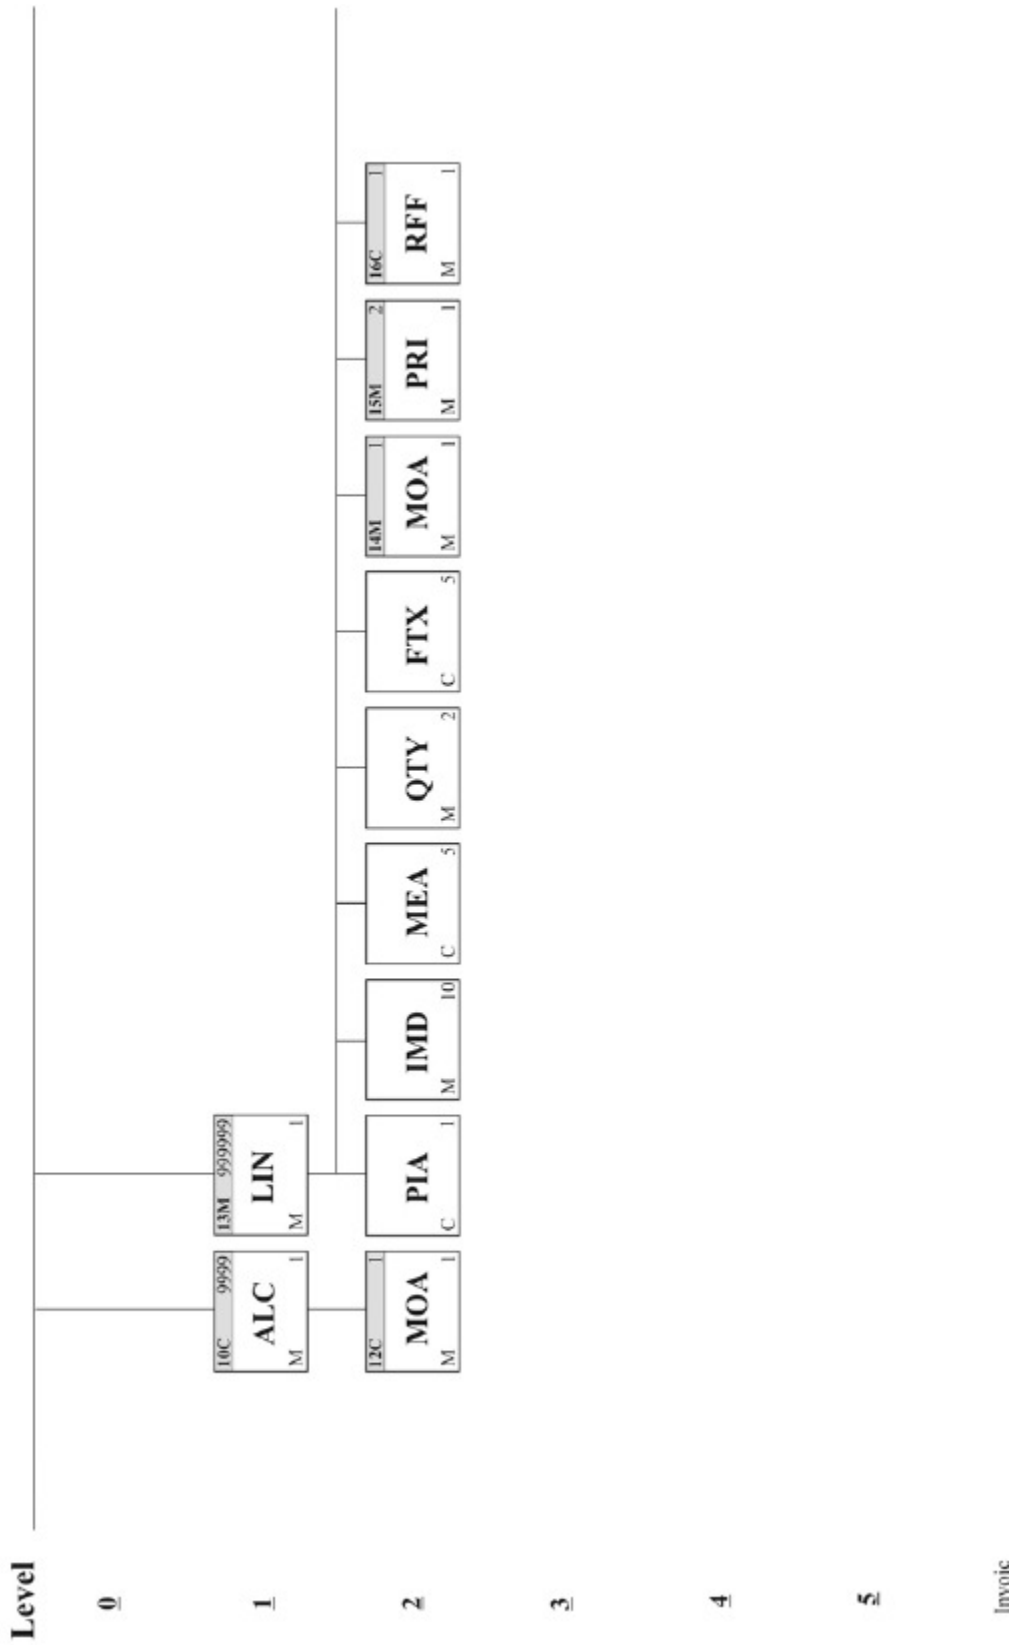 Level
0
1
10C 9999
ALC
M 1
13M 999999
LIN
M 1
2
12C 1
MOA
M 1
PIA
C 1
IMD
M 10
MEA
C 5
QTY
M 2
FTX
C 5
14M 1
MOA
M 1
15M 2
PRI
M 1
16C 1
RFF
M 1
3
4
5
Invoic